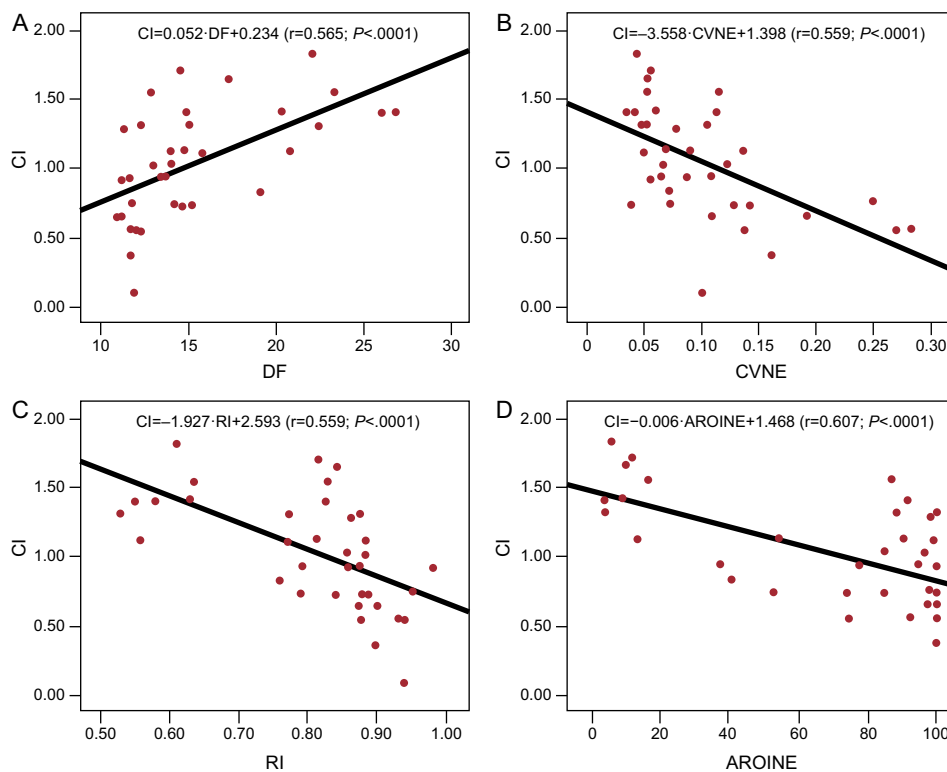 A
CI=0.052·DF+0.234 (r=0.565; P<.0001)
2.00
1.50
1.00
0.50
0.00
CI
10 15 20 25 30
DF
B
CI=–3.558·CVNE+1.398 (r=0.559; P<.0001)
2.00
1.50
1.00
0.50
0.00
CI
0 0.05 0.10 0.15 0.20 0.25 0.30
CVNE
C
CI=–1.927·RI+2.593 (r=0.559; P<.0001)
2.00
1.50
1.00
0.50
0.00
CI
0.50 0.60 0.70 0.80 0.90 1.00
RI
D
CI=–0.006·AROINE+1.468 (r=0.607; P<.0001)
2.00
1.50
1.00
0.50
0.00
CI
0 20 40 60 80 100
AROINE